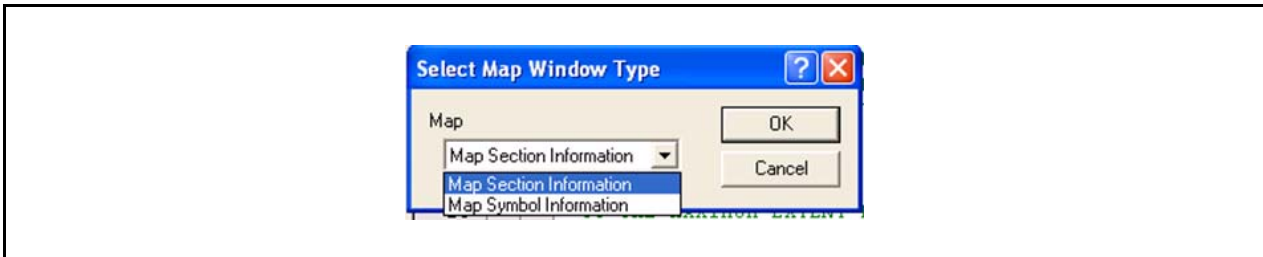 Select Map Window Type
Map
OK
Map Section Information
Cancel
Map Section Information
Map Symbol Information